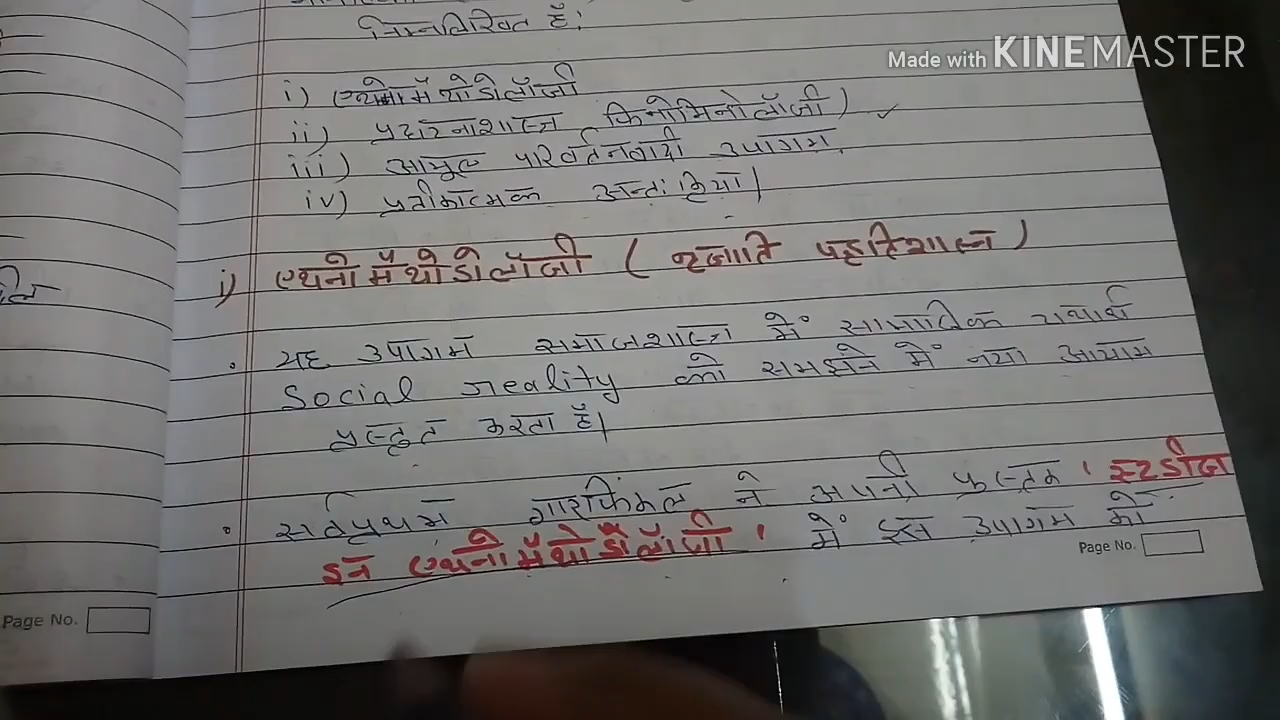 निम्नलिखित हैं।
Made with KINEMASTER
i) एथनोमेथोडोलॉजी
ii) प्रघटनाशास्त्र फिनोमिनोलॉजी)
iii) आमूल परिवर्तनवादी उपागम
iv) प्रतीकात्मक अन्तःक्रिया।
i) एथनोमेथोडोलॉजी ( नृजाति पद्धतिशास्त्र )
यह उपागम समाजशास्त्र में सामाजिक यथार्थ
Social reality को समझने में नया आयाम
प्रस्तुत करता है।
सर्वप्रथम गारफिंकल ने अपनी पुस्तक ' स्टडीज
इन एथनोमेथोडोलॉजी ' में इस उपागम को
Page No.
Page No.